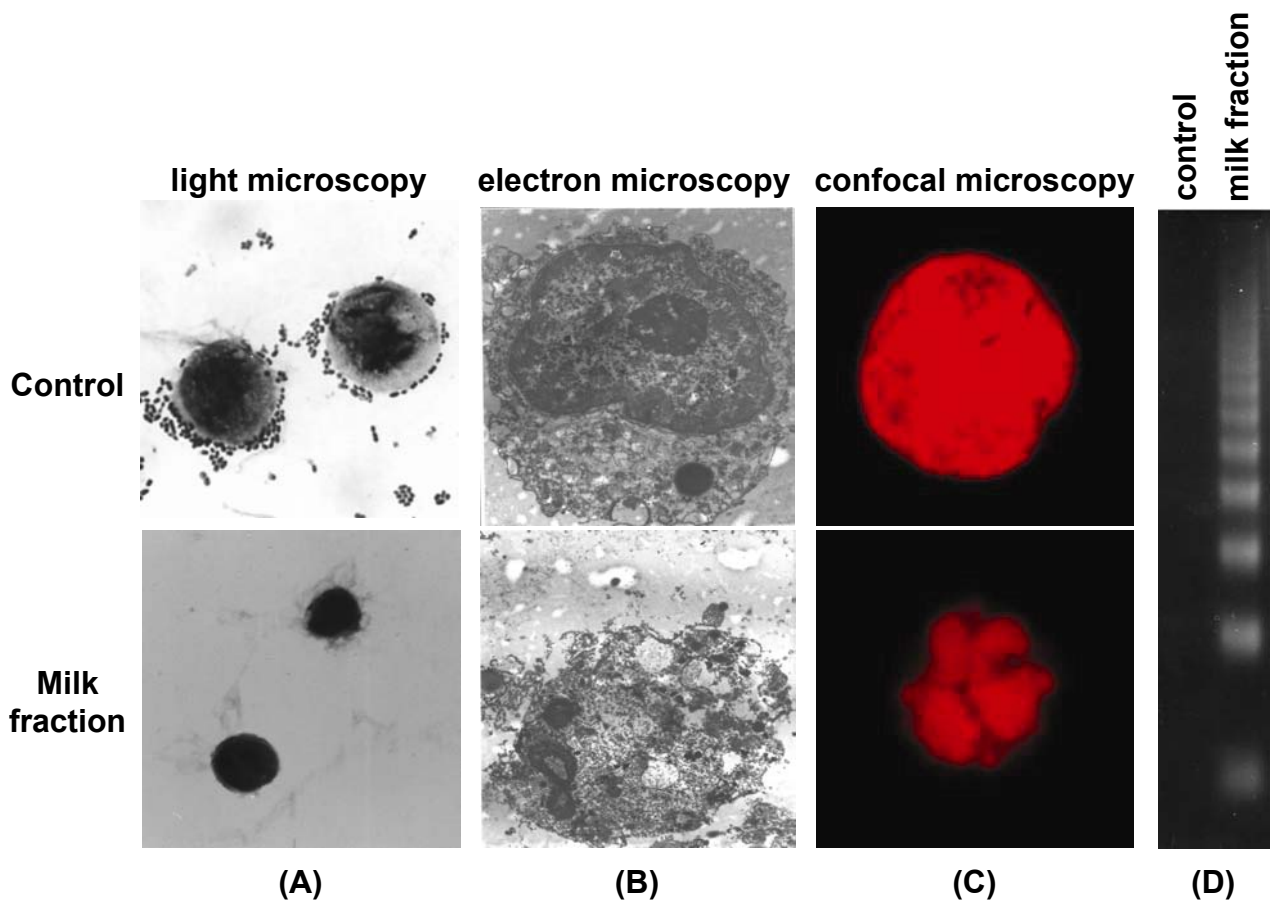 control
milk fraction
light microscopy
electron microscopy
confocal microscopy
Control
Milk
fraction
(A)
(B)
(C)
(D)